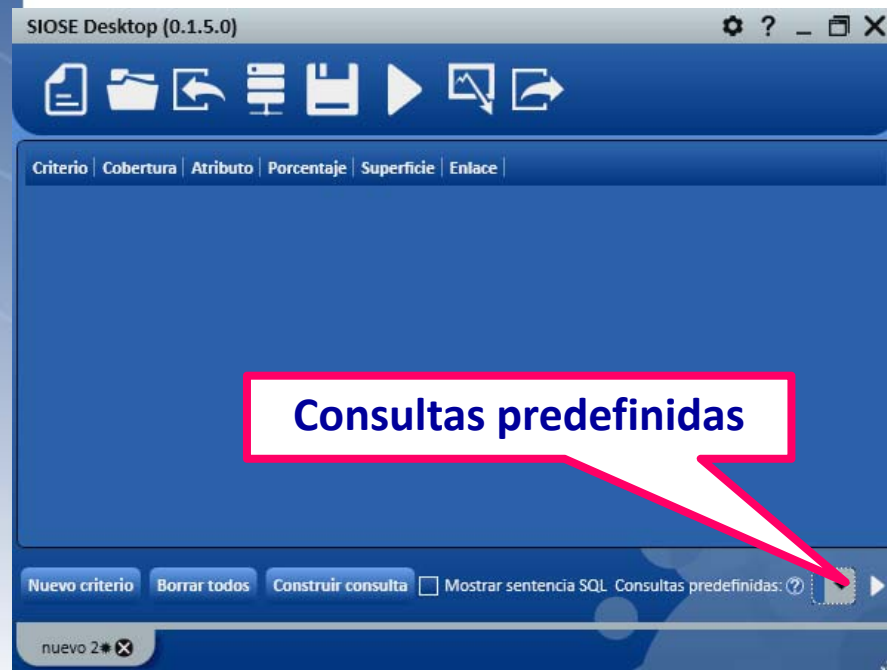 SIOSE Desktop (0.1.5.0) ?
Criterio Cobertura Atributo Porcentaje Superficie Enlace
Consultas predefinidas
Nuevo criterio Borrar todos Construir consulta Mostrar sentencia SQL Consultas predefinidas: ?
nuevo 2*